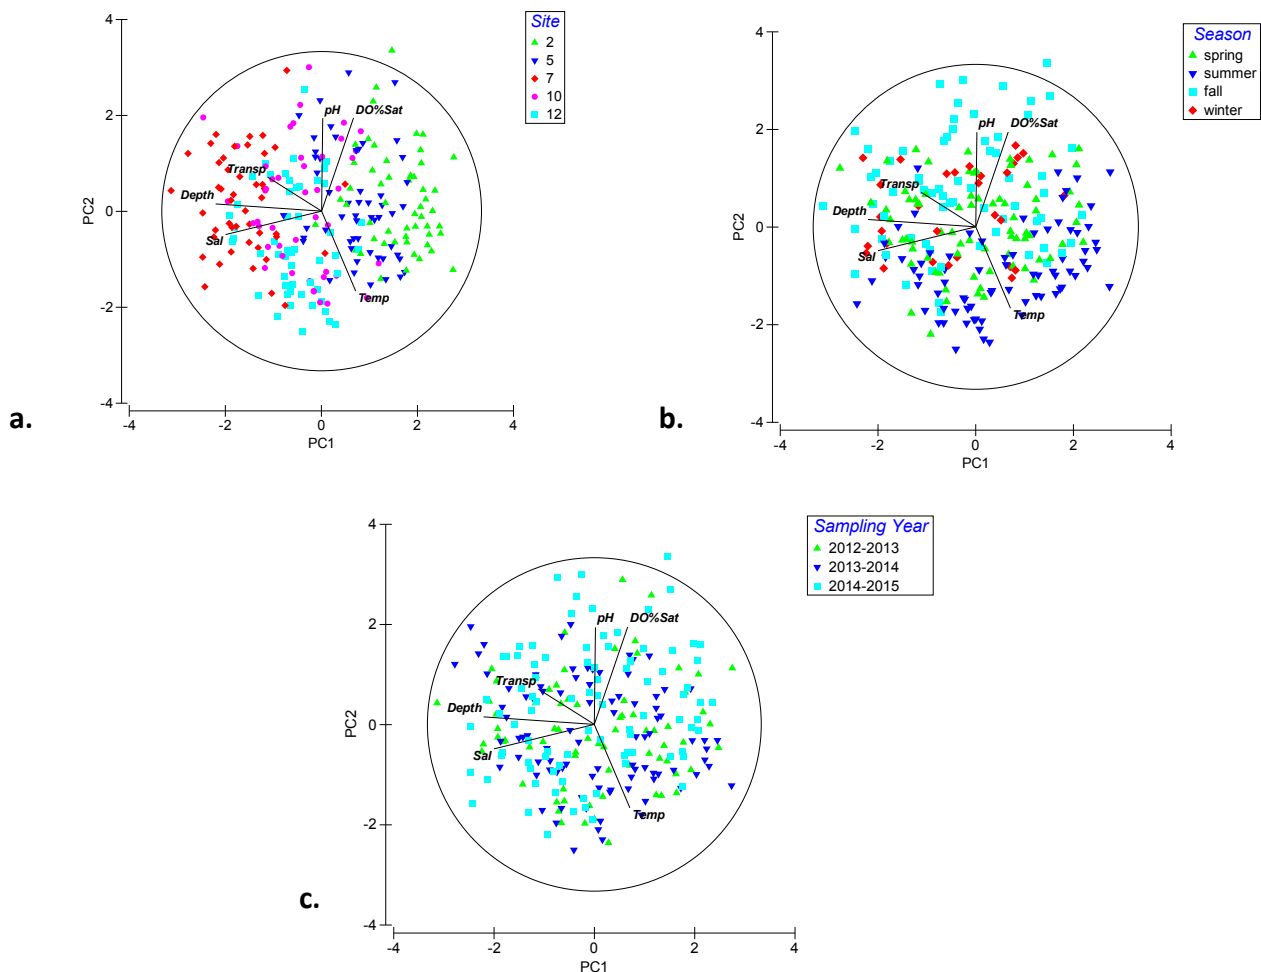 4
2
0
-2
-4
PC2
-4
-2
0
2
4
PC1
pH
DO%Sat
Transp
Depth
Sal
Temp
Site
2
5
7
10
12
a.
4
2
0
-2
-4
PC2
-4
-2
0
2
4
PC1
pH
DO%Sat
Transp
Depth
Sal
Temp
Season
spring
summer
fall
winter
b.
4
2
0
-2
-4
PC2
-4
-2
0
2
4
PC1
pH
DO%Sat
Transp
Depth
Sal
Temp
Sampling Year
2012-2013
2013-2014
2014-2015
c.